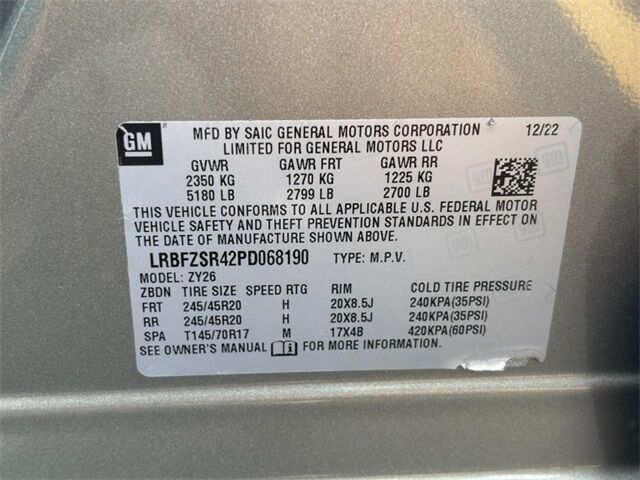 GM
MFD BY SAIC GENERAL MOTORS CORPORATION 12/22
LIMITED FOR GENERAL MOTORS LLC
GVWR GAWR FRT GAWR RR
2350 KG 1270 KG 1225 KG
5180 LB 2799 LB 2700 LB
THIS VEHICLE CONFORMS TO ALL APPLICABLE U.S. FEDERAL MOTOR
VEHICLE SAFETY AND THEFT PREVENTION STANDARDS IN EFFECT ON
THE DATE OF MANUFACTURE SHOWN ABOVE.
LRBFZSR42PD068190 TYPE: M.P.V.
MODEL: ZY26
ZBDN TIRE SIZE SPEED RTG RIM COLD TIRE PRESSURE
FRT 245/45R20 H 20X8.5J 240KPA(35PSI)
RR 245/45R20 H 20X8.5J 240KPA(35PSI)
SPA T145/70R17 M 17X4B 420KPA(60PSI)
SEE OWNER'S MANUAL FOR MORE INFORMATION.